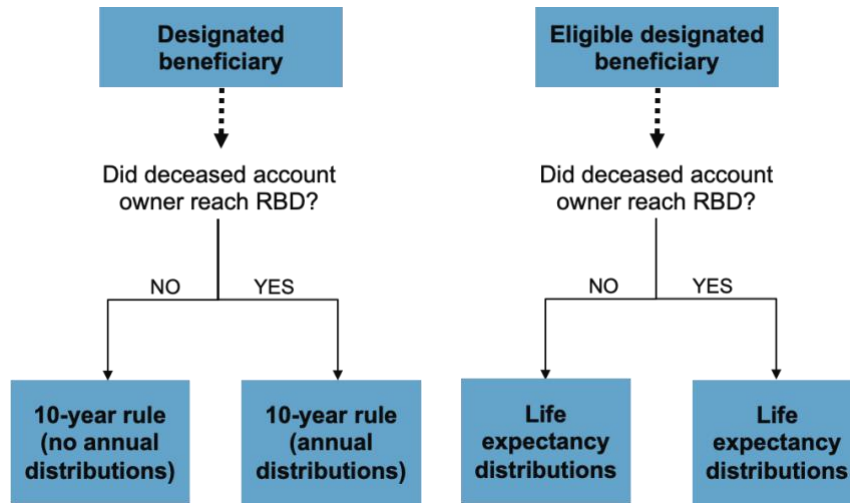 Designated
beneficiary
Did deceased account
owner reach RBD?
NO
YES
10-year rule
(no annual
distributions)
10-year rule
(annual
distributions)
Eligible designated
beneficiary
Did deceased account
owner reach RBD?
NO
YES
Life
expectancy
distributions
Life
expectancy
distributions